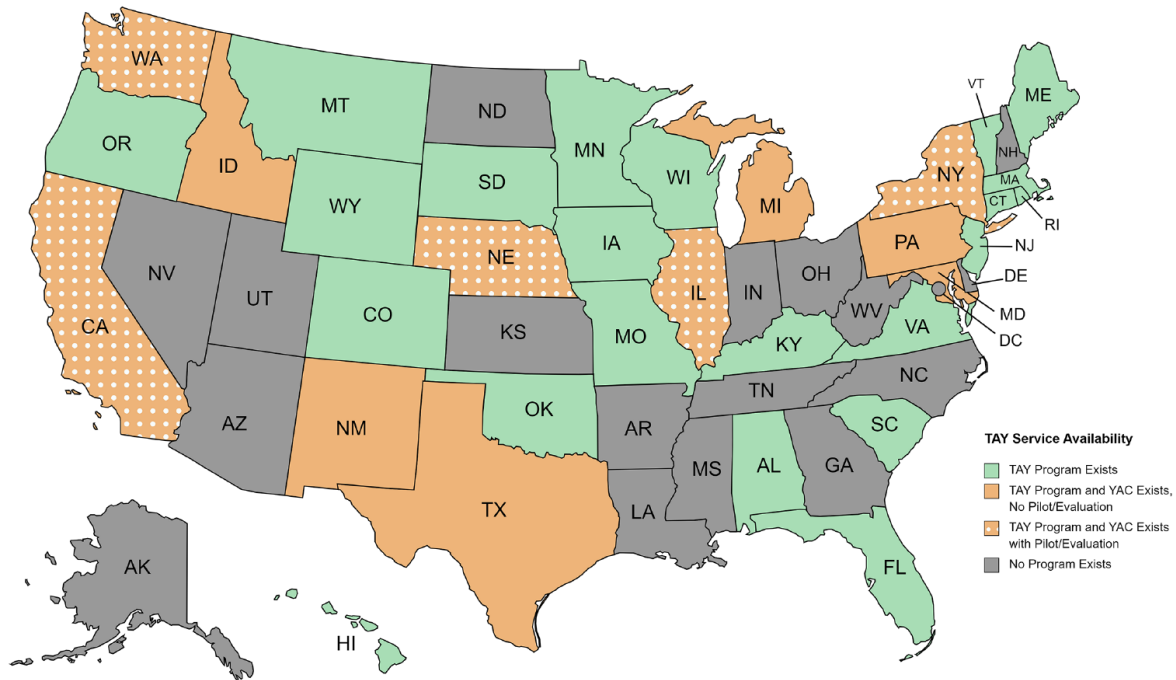 WA
MT
ND
MN
VT
ME
OR
ID
SD
WI
NH
NY
MA
WY
MI
CT
RI
IA
PA
NE
NJ
NV
OH
IL
IN
DE
UT
CO
WV
MD
CA
KS
MO
VA
DC
KY
NC
TN
AZ
OK
NM
AR
SC
MS
AL
GA
TX
LA
TAY Service Availability
TAY Program Exists
TAY Program and YAC Exists,
No Pilot/Evaluation
TAY Program and YAC Exists
with Pilot/Evaluation
No Program Exists
AK
FL
HI